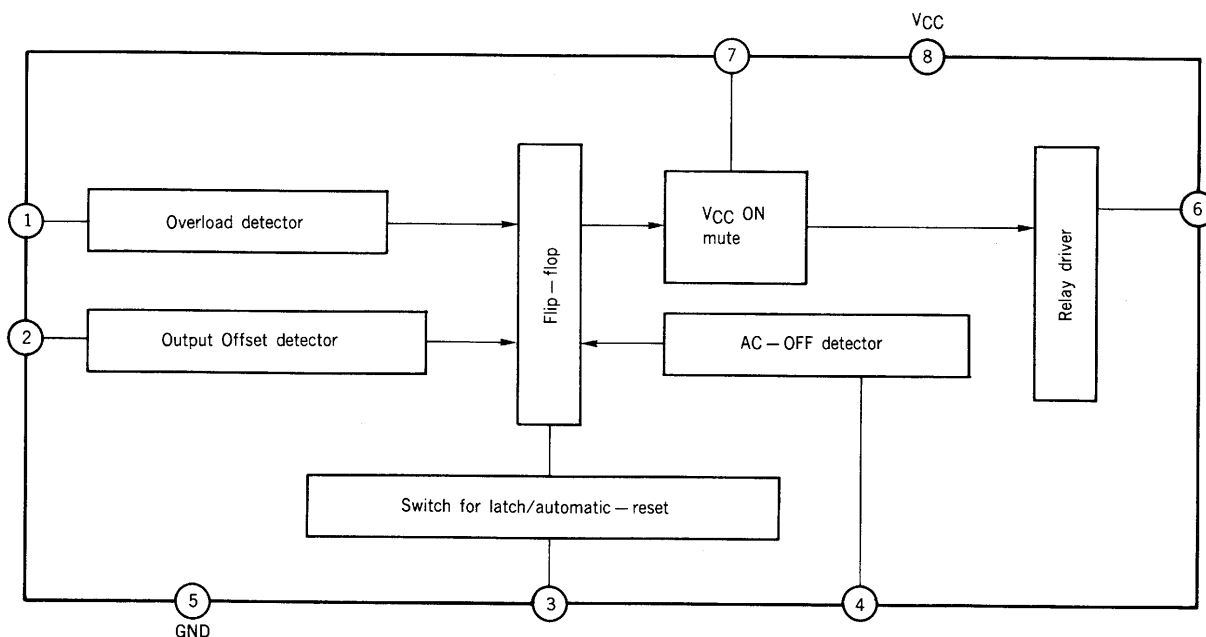 VCC
7
8
1
Overload detector
Flip–flop
VCC ON
mute
Relay driver
6
2
Output Offset detector
AC–OFF detector
Switch for latch/automatic–reset
5
GND
3
4